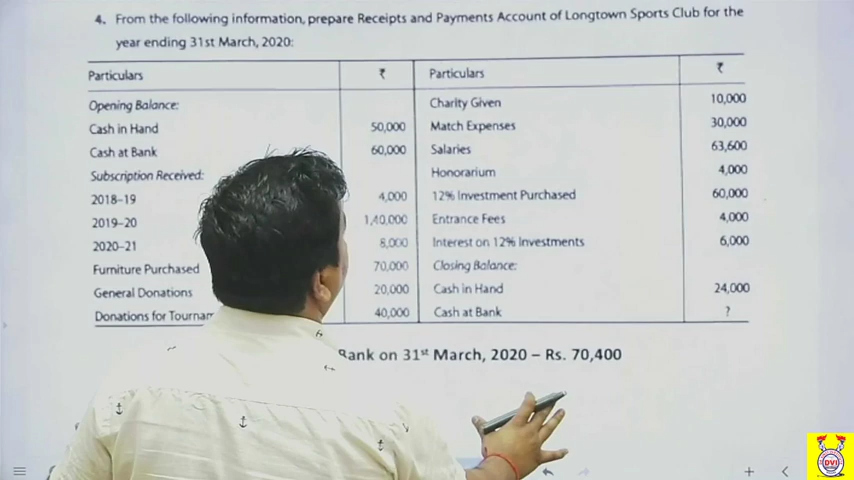 4. From the following information, prepare Receipts and Payments Account of Longtown Sports Club for the
year ending 31st March, 2020:
Particulars ₹ Particulars ₹
Opening Balance: Charity Given 10,000
Cash in Hand 50,000 Match Expenses 30,000
Cash at Bank 60,000 Salaries 63,600
Subscription Received: Honorarium 4,000
2018–19 4,000 12% Investment Purchased 60,000
2019–20 1,40,000 Entrance Fees 4,000
2020–21 8,000 Interest on 12% Investments 6,000
Furniture Purchased 70,000 Closing Balance:
General Donations 20,000 Cash in Hand 24,000
Donations for 40,000 Cash at Bank ?
Bank on 31st March, 2020 – Rs. 70,400
DVI